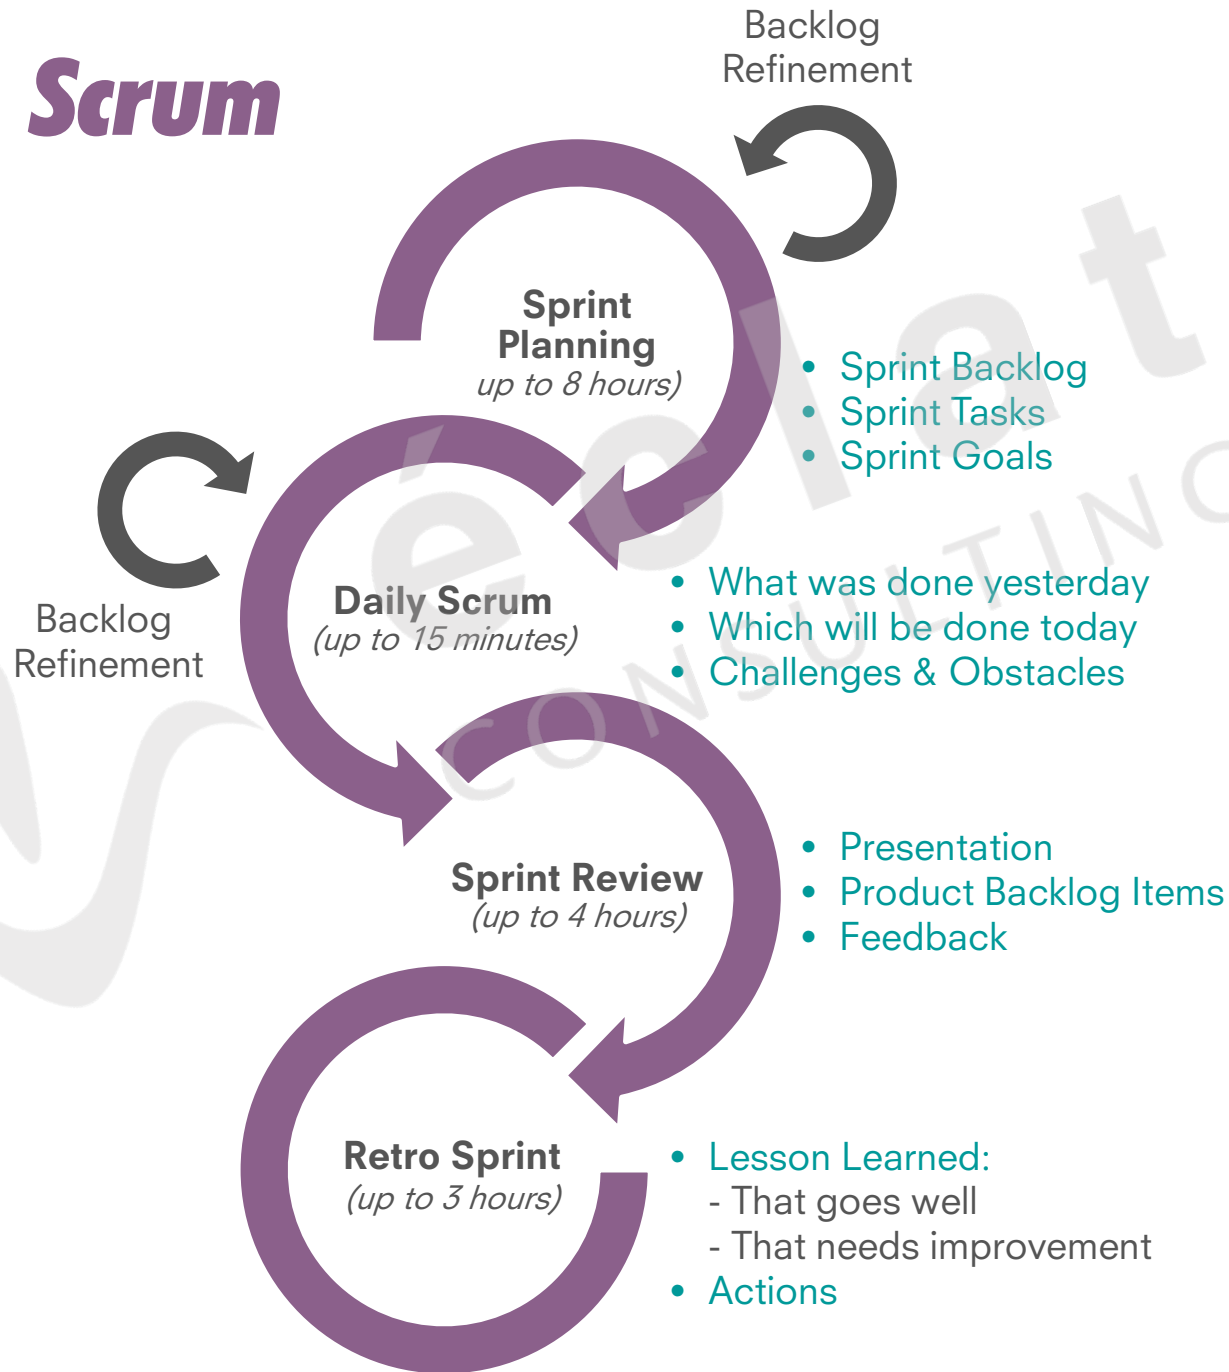 Scrum
Backlog
Refinement
Sprint
Planning
up to 8 hours)
• Sprint Backlog
• Sprint Tasks
• Sprint Goals
Backlog
Refinement
Daily Scrum
(up to 15 minutes)
• What was done yesterday
• Which will be done today
• Challenges & Obstacles
Sprint Review
(up to 4 hours)
• Presentation
• Product Backlog Items
• Feedback
Retro Sprint
(up to 3 hours)
• Lesson Learned:
- That goes well
- That needs improvement
• Actions
éclat
CONSULTING